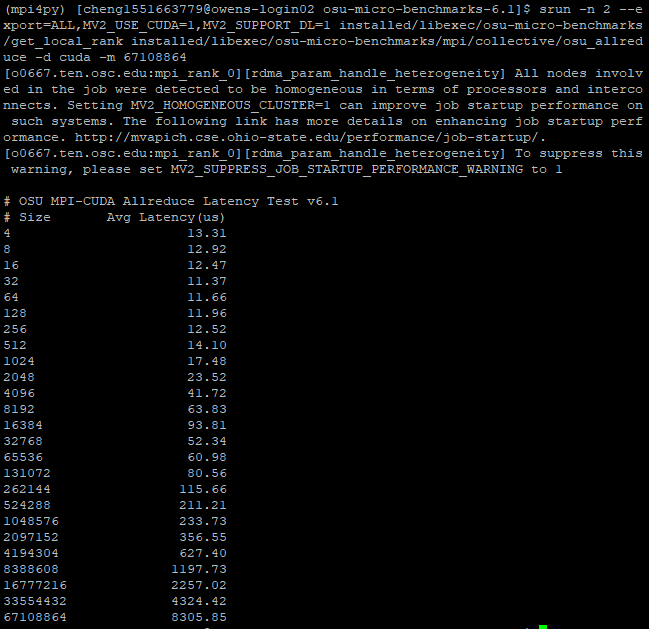 (mpi4py) [cheng1551663779@owens-login02 osu-micro-benchmarks-6.1]$ srun -n 2 --e
xport=ALL,MV2_USE_CUDA=1,MV2_SUPPORT_DL=1 installed/libexec/osu-micro-benchmarks
/get_local_rank installed/libexec/osu-micro-benchmarks/mpi/collective/osu_allred
uce -d cuda -m 67108864
[o0667.ten.osc.edu:mpi_rank_0][rdma_param_handle_heterogeneity] All nodes involv
ed in the job were detected to be homogeneous in terms of processors and interco
nnects. Setting MV2_HOMOGENEOUS_CLUSTER=1 can improve job startup performance on
 such systems. The following link has more details on enhancing job startup perf
ormance. http://mvapich.cse.ohio-state.edu/performance/job-startup/.
[o0667.ten.osc.edu:mpi_rank_0][rdma_param_handle_heterogeneity] To suppress this
 warning, please set MV2_SUPPRESS_JOB_STARTUP_PERFORMANCE_WARNING to 1

# OSU MPI-CUDA Allreduce Latency Test v6.1
# Size       Avg Latency(us)
4                      13.31
8                      12.92
16                     12.47
32                     11.37
64                     11.66
128                    11.96
256                    12.52
512                    14.10
1024                   17.48
2048                   23.52
4096                   41.72
8192                   63.83
16384                  93.81
32768                  52.34
65536                  60.98
131072                 80.56
262144                115.66
524288                211.21
1048576               233.73
2097152               356.55
4194304               627.40
8388608              1197.73
16777216             2257.02
33554432             4324.42
67108864             8305.85